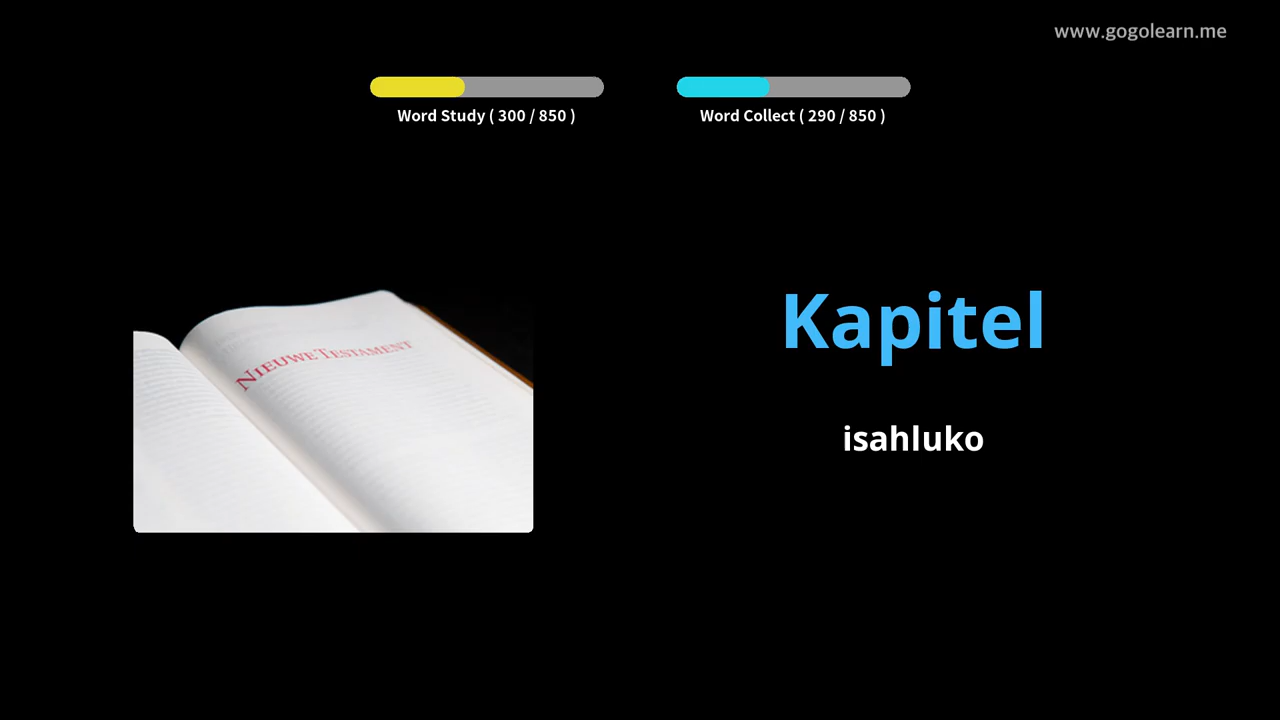 www.gogolearn.me
Word Study ( 300 / 850 )
Word Collect ( 290 / 850 )
NIEUWE TESTAMENT
Kapitel
isahluko